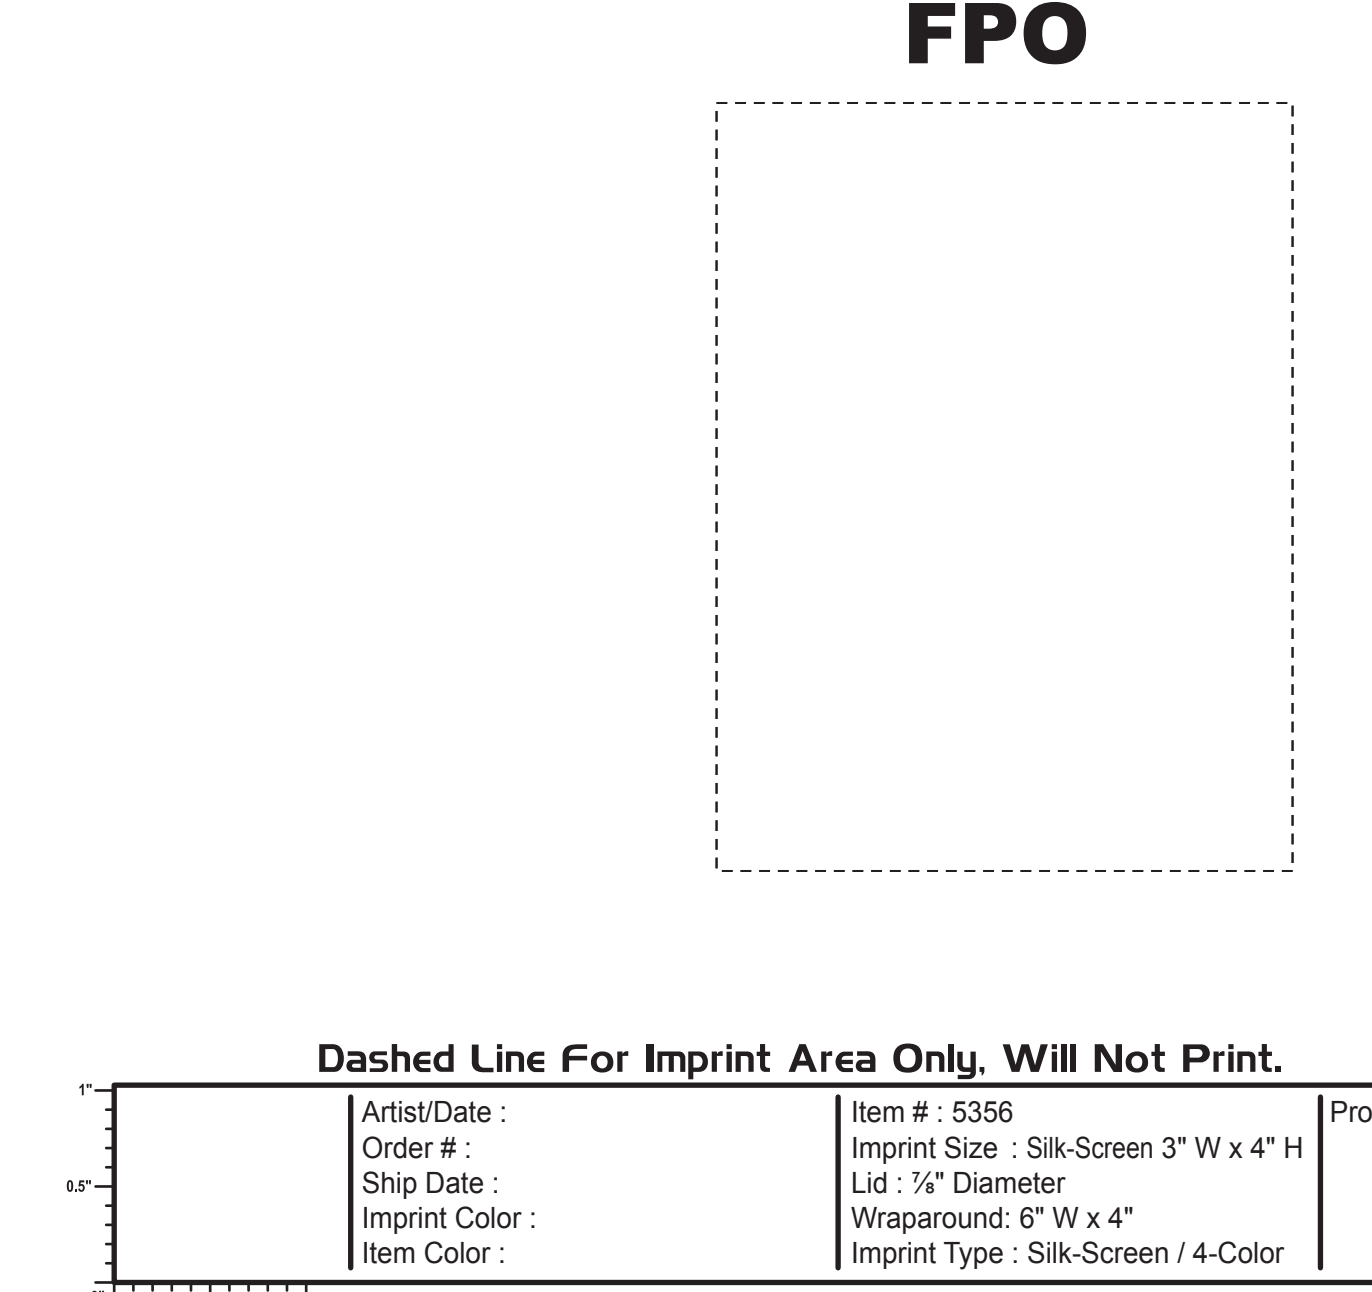 FPO
Dashed Line For Imprint Area Only, Will Not Print.
1"
0.5"
Artist/Date :
Order # :
Ship Date :
Imprint Color :
Item Color :
Item # : 5356
Imprint Size : Silk-Screen 3" W x 4" H
Lid : ⅞" Diameter
Wraparound: 6" W x 4"
Imprint Type : Silk-Screen / 4-Color
Pro